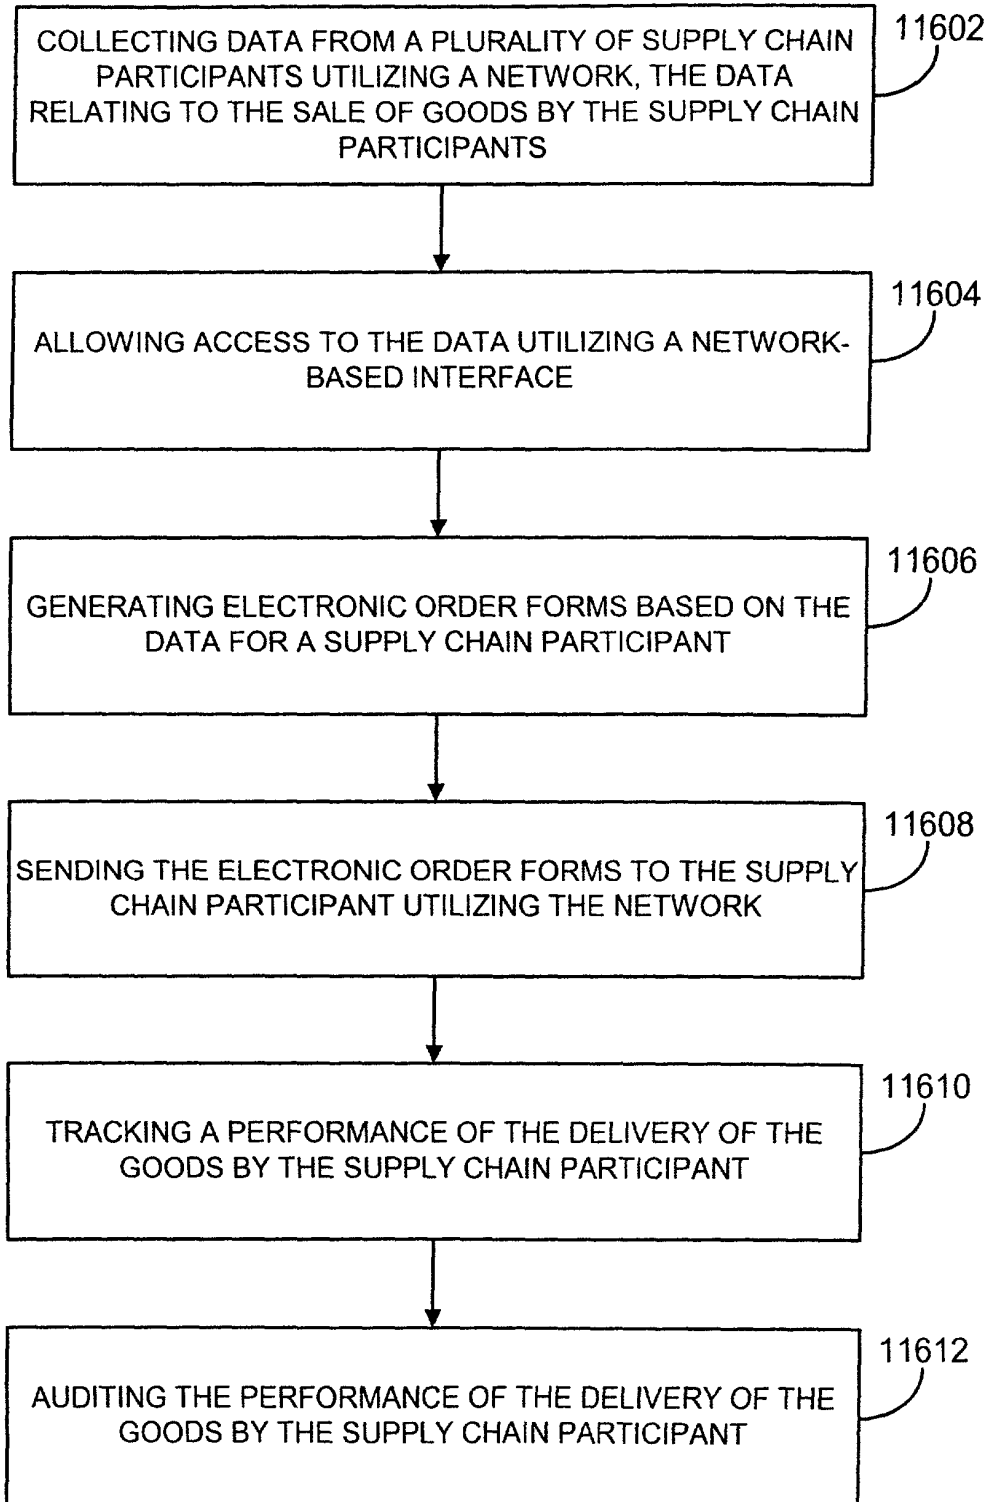 COLLECTING DATA FROM A PLURALITY OF SUPPLY CHAIN
PARTICIPANTS UTILIZING A NETWORK, THE DATA
RELATING TO THE SALE OF GOODS BY THE SUPPLY CHAIN
PARTICIPANTS
11602
ALLOWING ACCESS TO THE DATA UTILIZING A NETWORK-
BASED INTERFACE
11604
GENERATING ELECTRONIC ORDER FORMS BASED ON THE
DATA FOR A SUPPLY CHAIN PARTICIPANT
11606
SENDING THE ELECTRONIC ORDER FORMS TO THE SUPPLY
CHAIN PARTICIPANT UTILIZING THE NETWORK
11608
TRACKING A PERFORMANCE OF THE DELIVERY OF THE
GOODS BY THE SUPPLY CHAIN PARTICIPANT
11610
AUDITING THE PERFORMANCE OF THE DELIVERY OF THE
GOODS BY THE SUPPLY CHAIN PARTICIPANT
11612